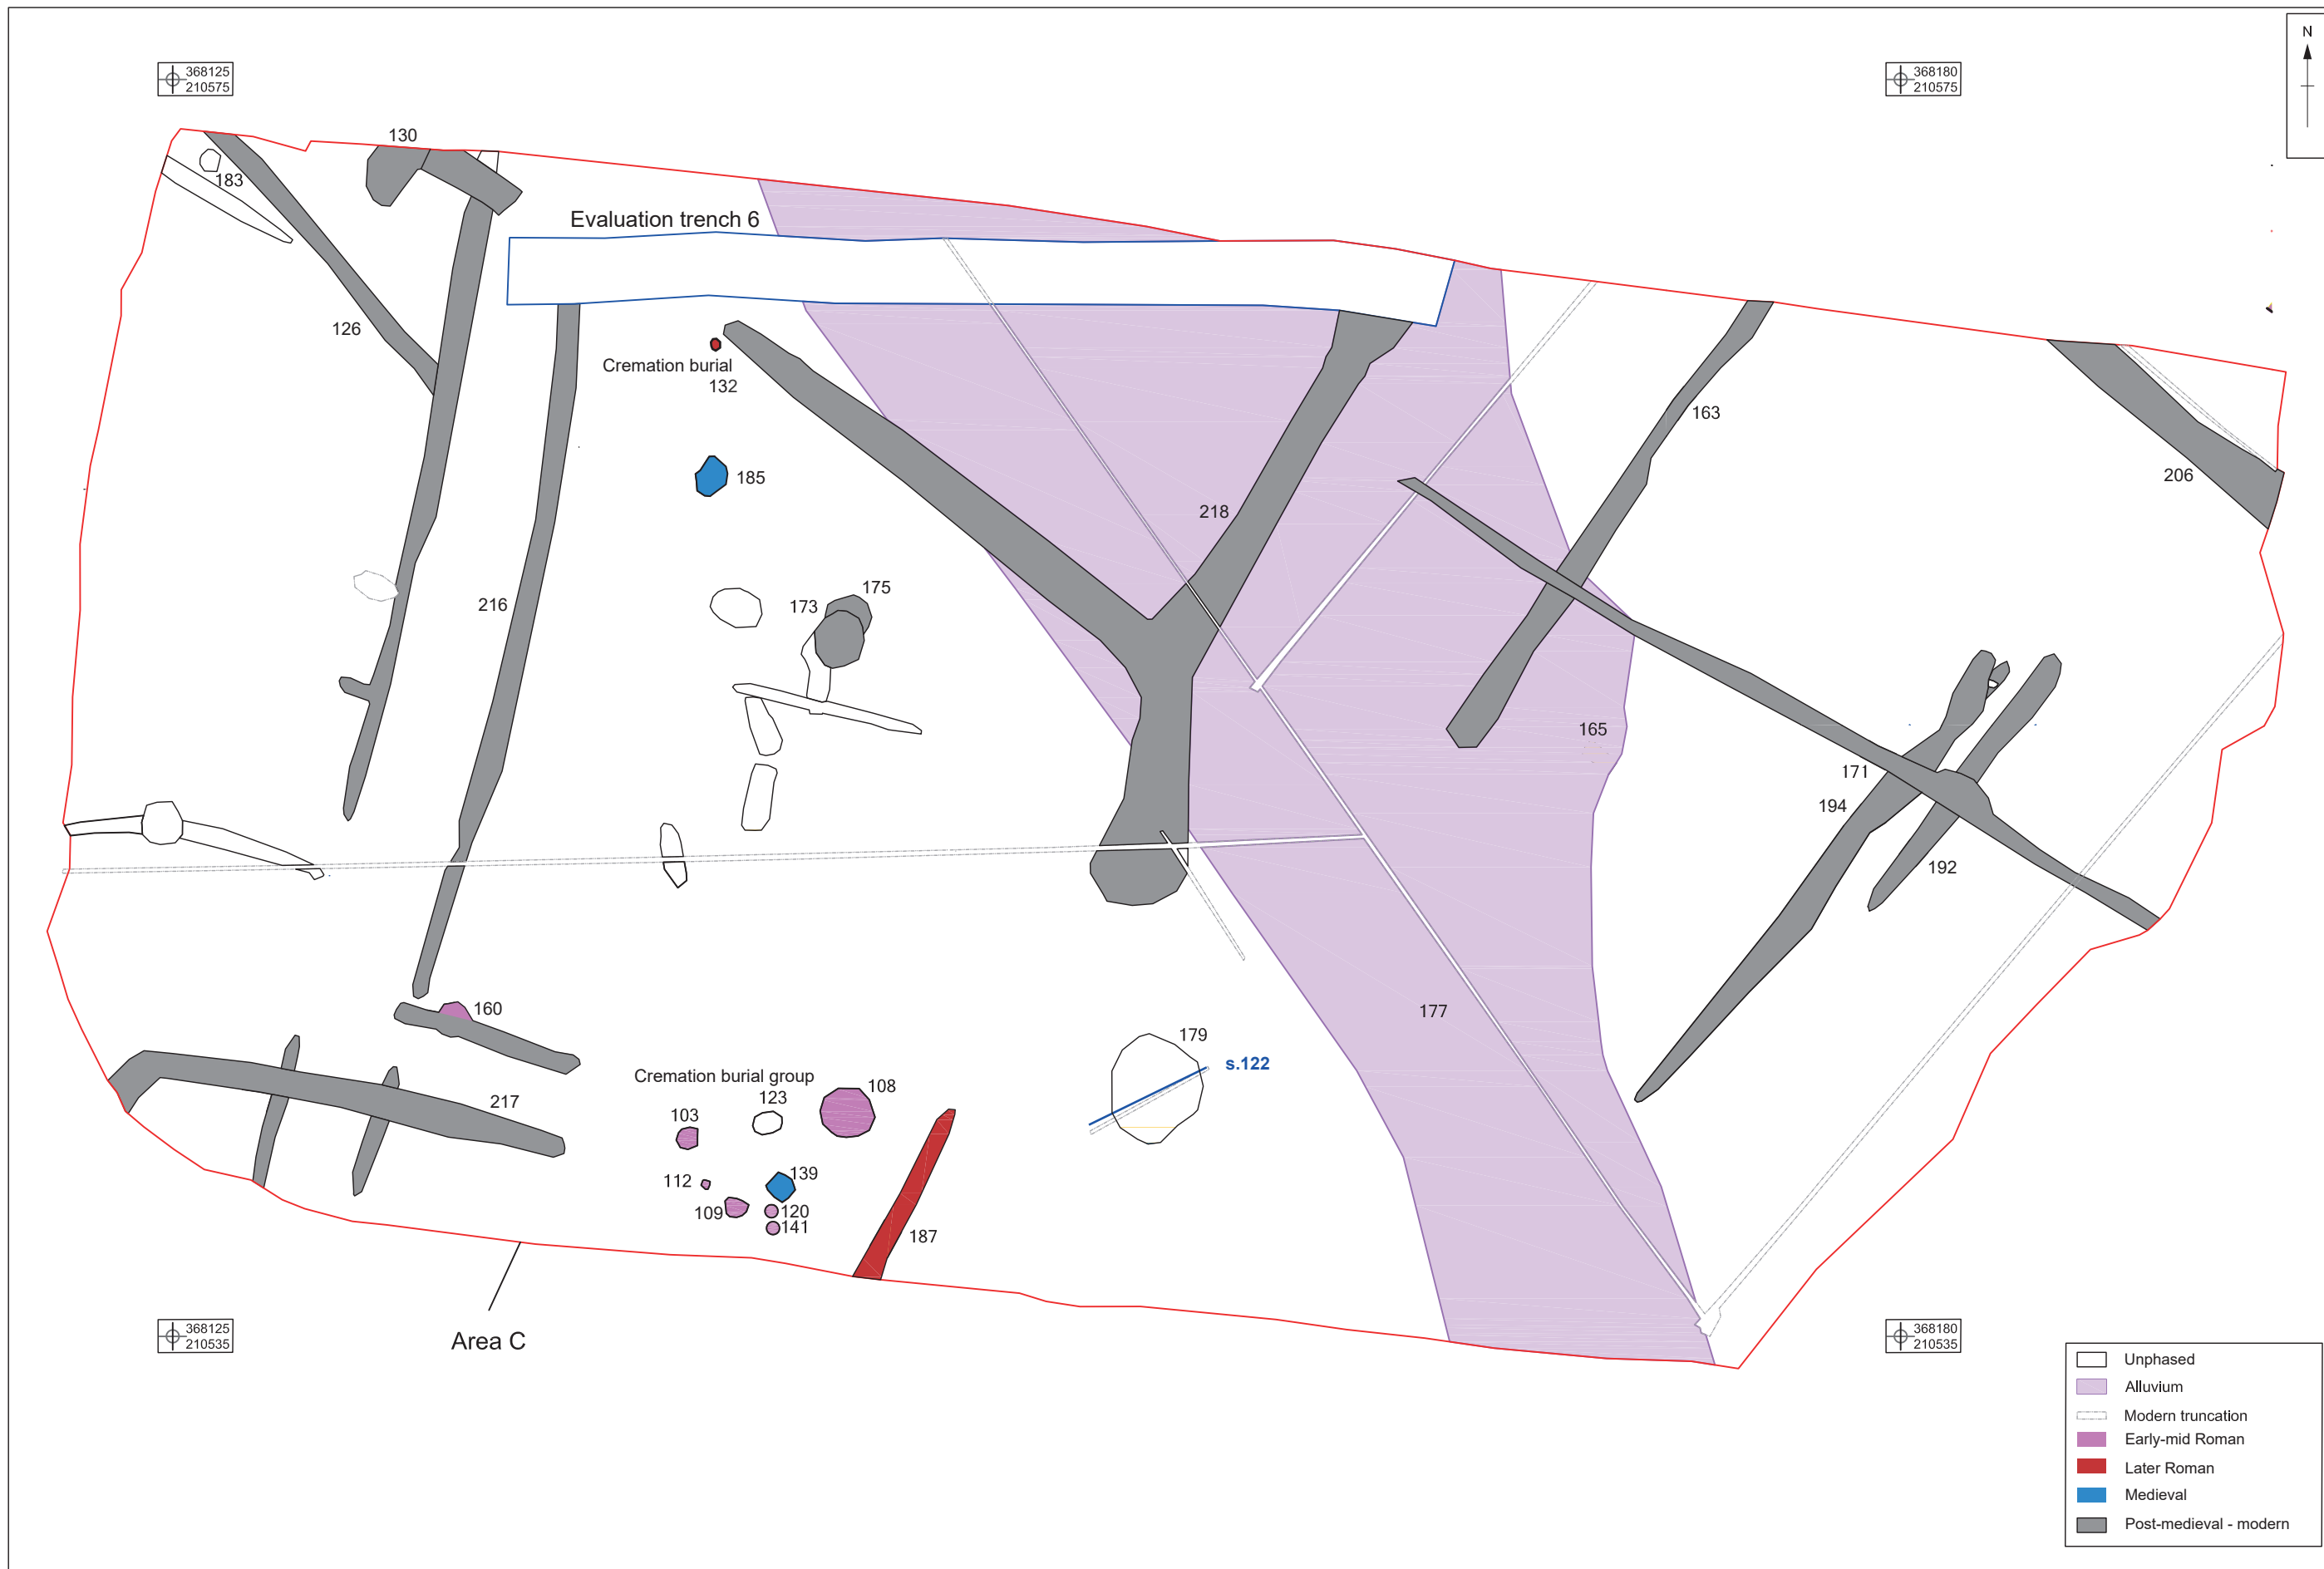 N
368125
210575
368180
210575
130
183
Evaluation trench 6
126
Cremation burial
132
163
185
206
218
175
173
216
165
171
194
192
160
177
179
s.122
Cremation burial group
108
123
103
217
139
112
109
120
141
187
Area C
368125
210535
368180
210535
Unphased
Alluvium
Modern truncation
Early-mid Roman
Later Roman
Medieval
Post-medieval - modern